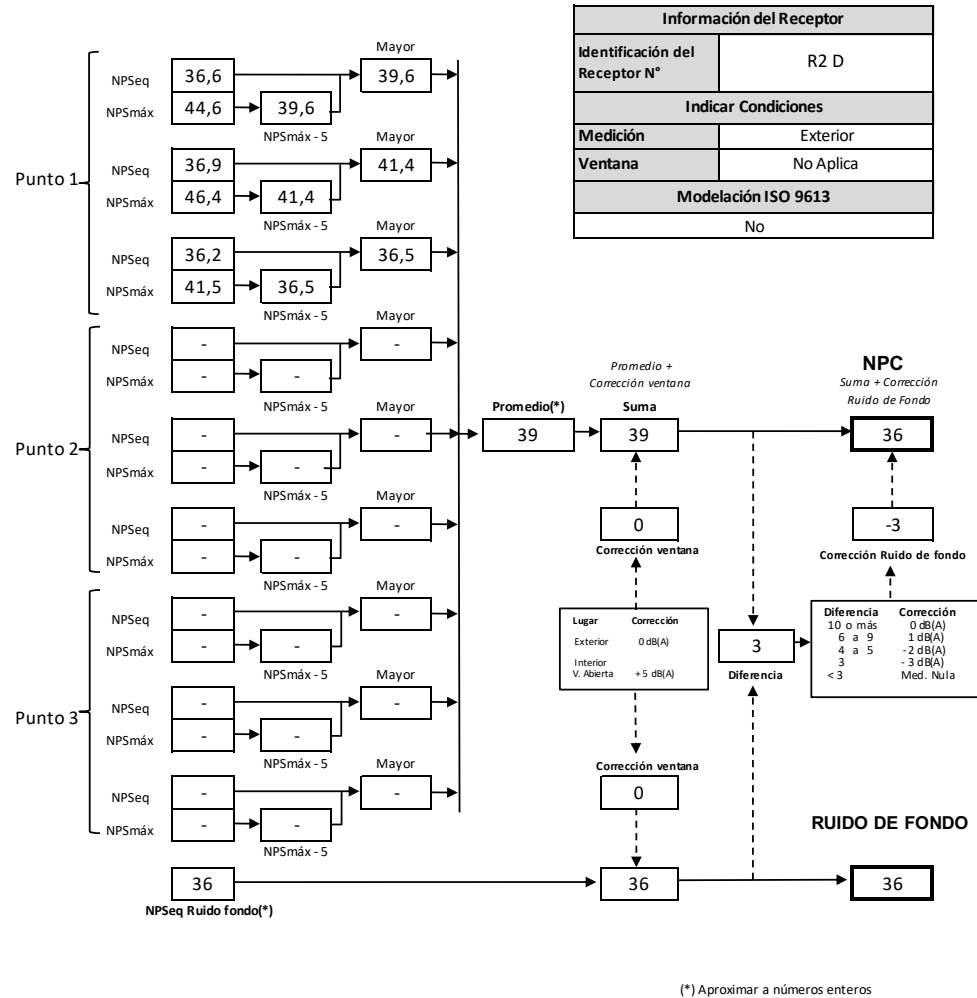 Información del Receptor
Identificación del Receptor N°
R2 D
Indicar Condiciones
Medición Exterior
Ventana No Aplica
Modelación ISO 9613
No
Punto 1
Mayor
NPSeq 36,6 39,6
NPSmáx 44,6 39,6
NPSmáx - 5
Mayor
NPSeq 36,9 41,4
NPSmáx 46,4 41,4
NPSmáx - 5
Mayor
NPSeq 36,2 36,5
NPSmáx 41,5 36,5
NPSmáx - 5
Punto 2
Mayor
NPSeq - -
NPSmáx - -
NPSmáx - 5
Mayor
NPSeq - -
NPSmáx - -
NPSmáx - 5
Mayor
NPSeq - -
NPSmáx - -
NPSmáx - 5
Punto 3
Mayor
NPSeq - -
NPSmáx - -
NPSmáx - 5
Mayor
NPSeq - -
NPSmáx - -
NPSmáx - 5
Mayor
NPSeq - -
NPSmáx - -
NPSmáx - 5
36
NPSeq Ruido fondo(*)
Promedio(*)
39
Promedio +
Corrección ventana
Suma
39
0
Corrección ventana
Lugar Corrección
Exterior 0 dB(A)
Interior
V. Abierta + 5 dB(A)
Corrección ventana
0
36
3
Diferencia
NPC
Suma + Corrección
Ruido de Fondo
36
-3
Corrección Ruido de fondo
Diferencia Corrección
10 o más 0 dB(A)
6 a 9 1 dB(A)
4 a 5 -2 dB(A)
3 - 3 dB(A)
< 3 Med. Nula
RUIDO DE FONDO
36
(*) Aproximar a números enteros